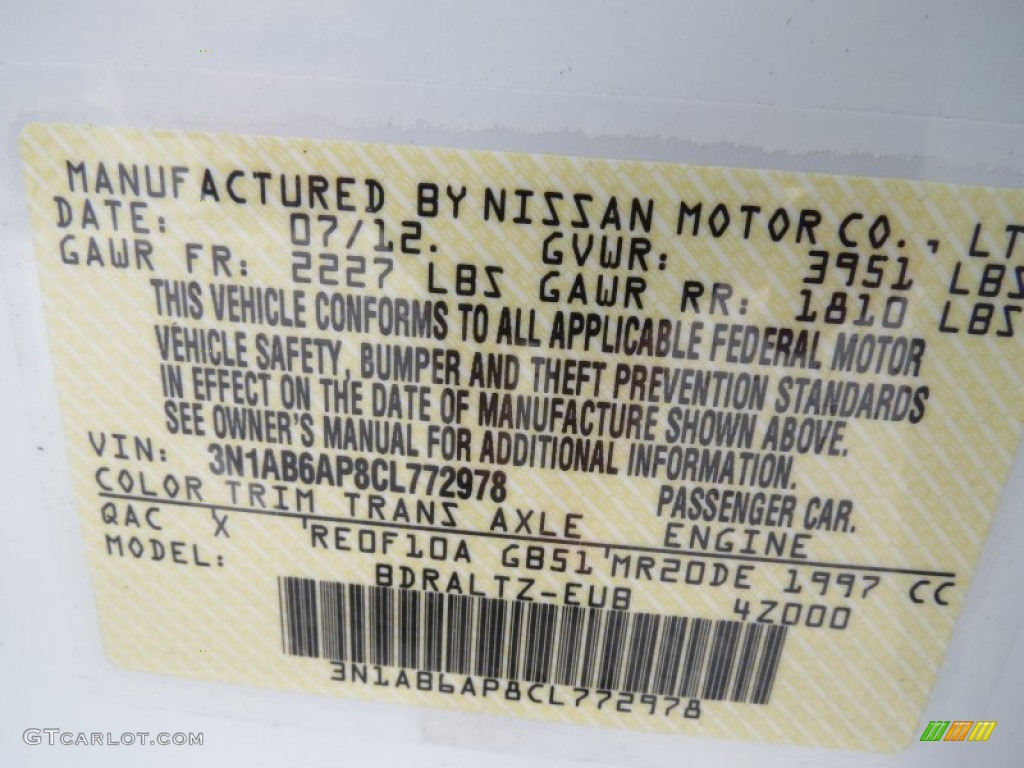 MANUFACTURED BY NISSAN MOTOR CO., LT
DATE: 07/12. GVWR: 3951 LBS
GAWR FR: 2227 LBS GAWR RR: 1810 LBS
THIS VEHICLE CONFORMS TO ALL APPLICABLE FEDERAL MOTOR
VEHICLE SAFETY, BUMPER AND THEFT PREVENTION STANDARDS
IN EFFECT ON THE DATE OF MANUFACTURE SHOWN ABOVE.
SEE OWNER'S MANUAL FOR ADDITIONAL INFORMATION.
VIN: 3N1AB6AP8CL772978 PASSENGER CAR.
COLOR TRIM TRANS AXLE ENGINE
QAC X RE0F10A GB51 MR20DE 1997 CC
MODEL: BDRALTZ-EUB 4Z000
3N1AB6AP8CL772978
GTCARLOT.COM